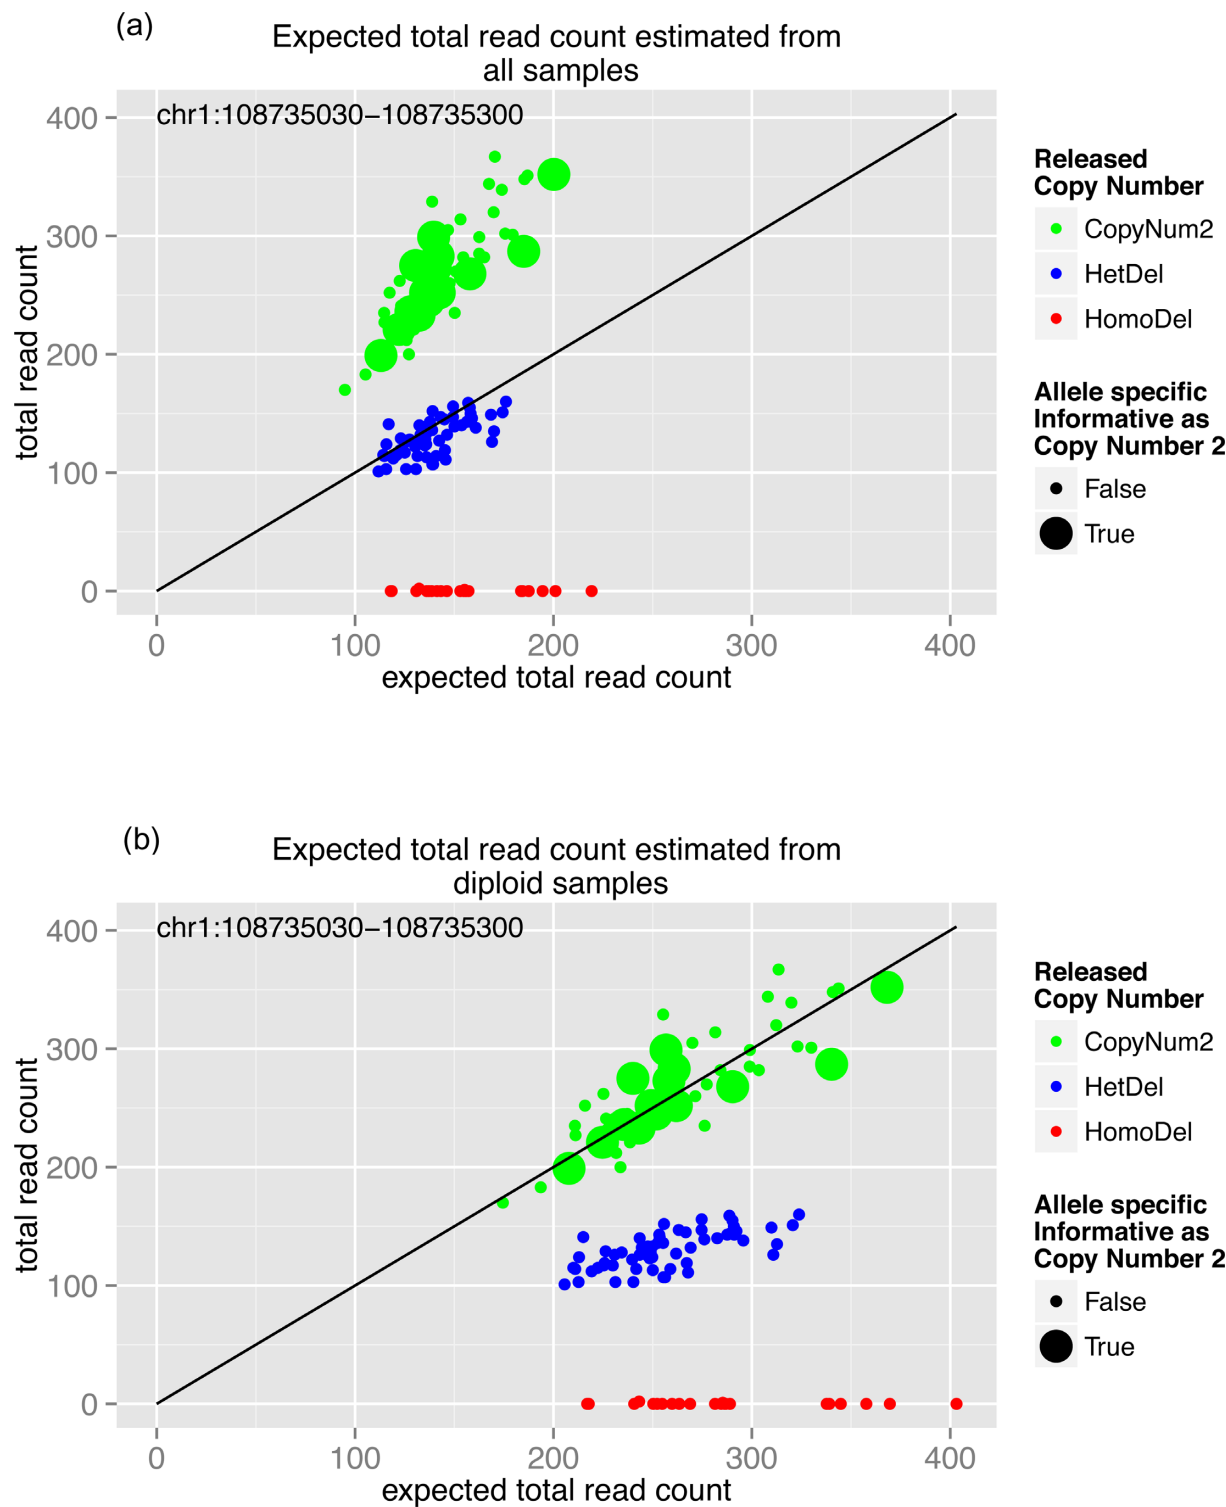 (a)
Expected total read count estimated from
all samples
chr1:108735030−108735300
400
300
200
100
0
total read count
0 100 200 300 400
expected total read count
Released
Copy Number
CopyNum2
HetDel
HomoDel
Allele specific
Informative as
Copy Number 2
False
True
(b)
Expected total read count estimated from
diploid samples
chr1:108735030−108735300
400
300
200
100
0
total read count
0 100 200 300 400
expected total read count
Released
Copy Number
CopyNum2
HetDel
HomoDel
Allele specific
Informative as
Copy Number 2
False
True